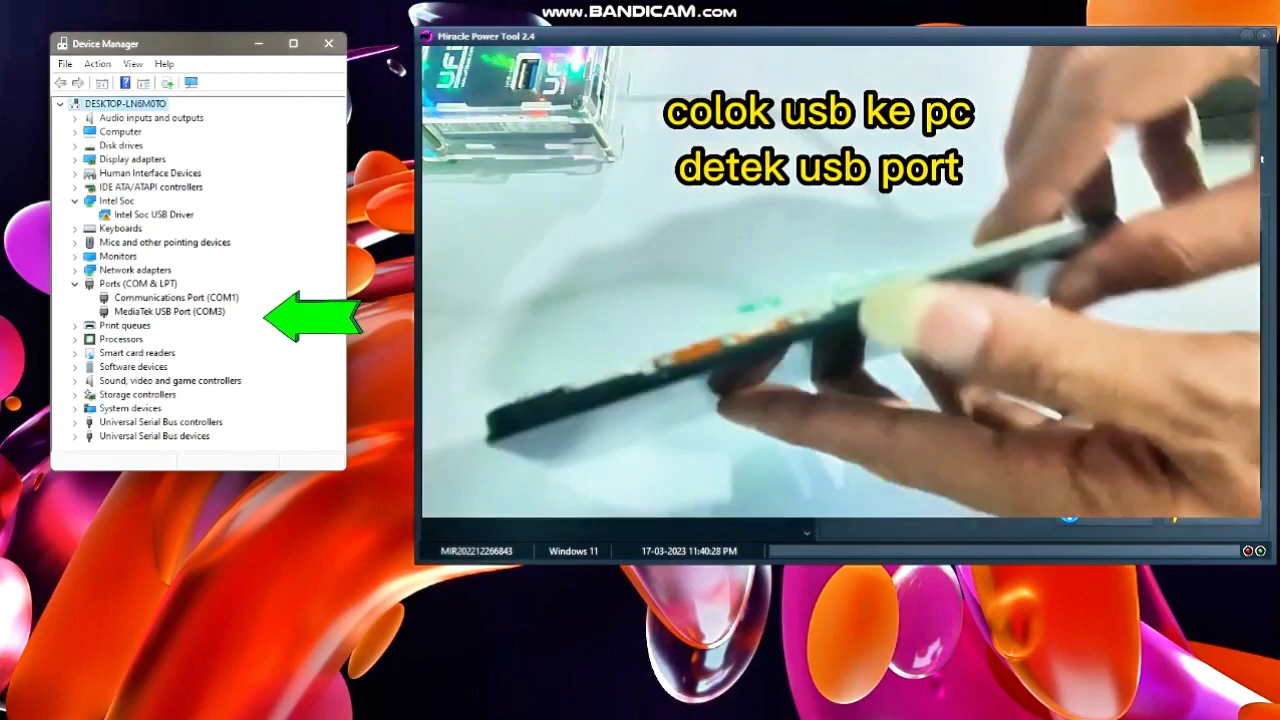 www.BANDICAM.com
Device Manager
File Action View Help
DESKTOP-LN6M0TO
Audio inputs and outputs
Computer
Disk drives
Display adapters
Human Interface Devices
IDE ATA/ATAPI controllers
Intel Soc
Intel Soc USB Driver
Keyboards
Mice and other pointing devices
Monitors
Network adapters
Ports (COM & LPT)
Communications Port (COM1)
MediaTek USB Port (COM3)
Print queues
Processors
Smart card readers
Software devices
Sound, video and game controllers
Storage controllers
System devices
Universal Serial Bus controllers
Universal Serial Bus devices
Miracle Power Tool 2.4
UFI
UFI
colok usb ke pc
detek usb port
MIR202212266843 Windows 11 17-03-2023 11:40:28 PM